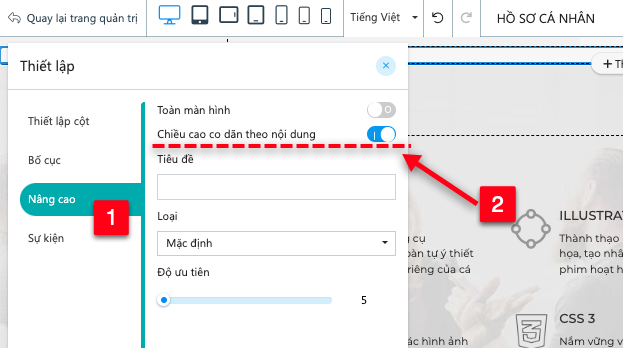 Quay lại trang quản trị
Tiếng Việt
HỒ SƠ CÁ NHÂN
Thiết lập
+ Th
Toàn màn hình
Thiết lập cột
Chiều cao co dãn theo nội dung
Bố cục
Tiêu đề
Nâng cao
1
2
Loại
Sự kiện
Mặc định
Độ ưu tiên
5
ILLUSTRAT
Thành thạo
họa, tạo nhâ
phim hoạt h
g cụ
oàn tự ý thiết
riêng của cá
CSS 3
Nắm vững v
các hình ảnh